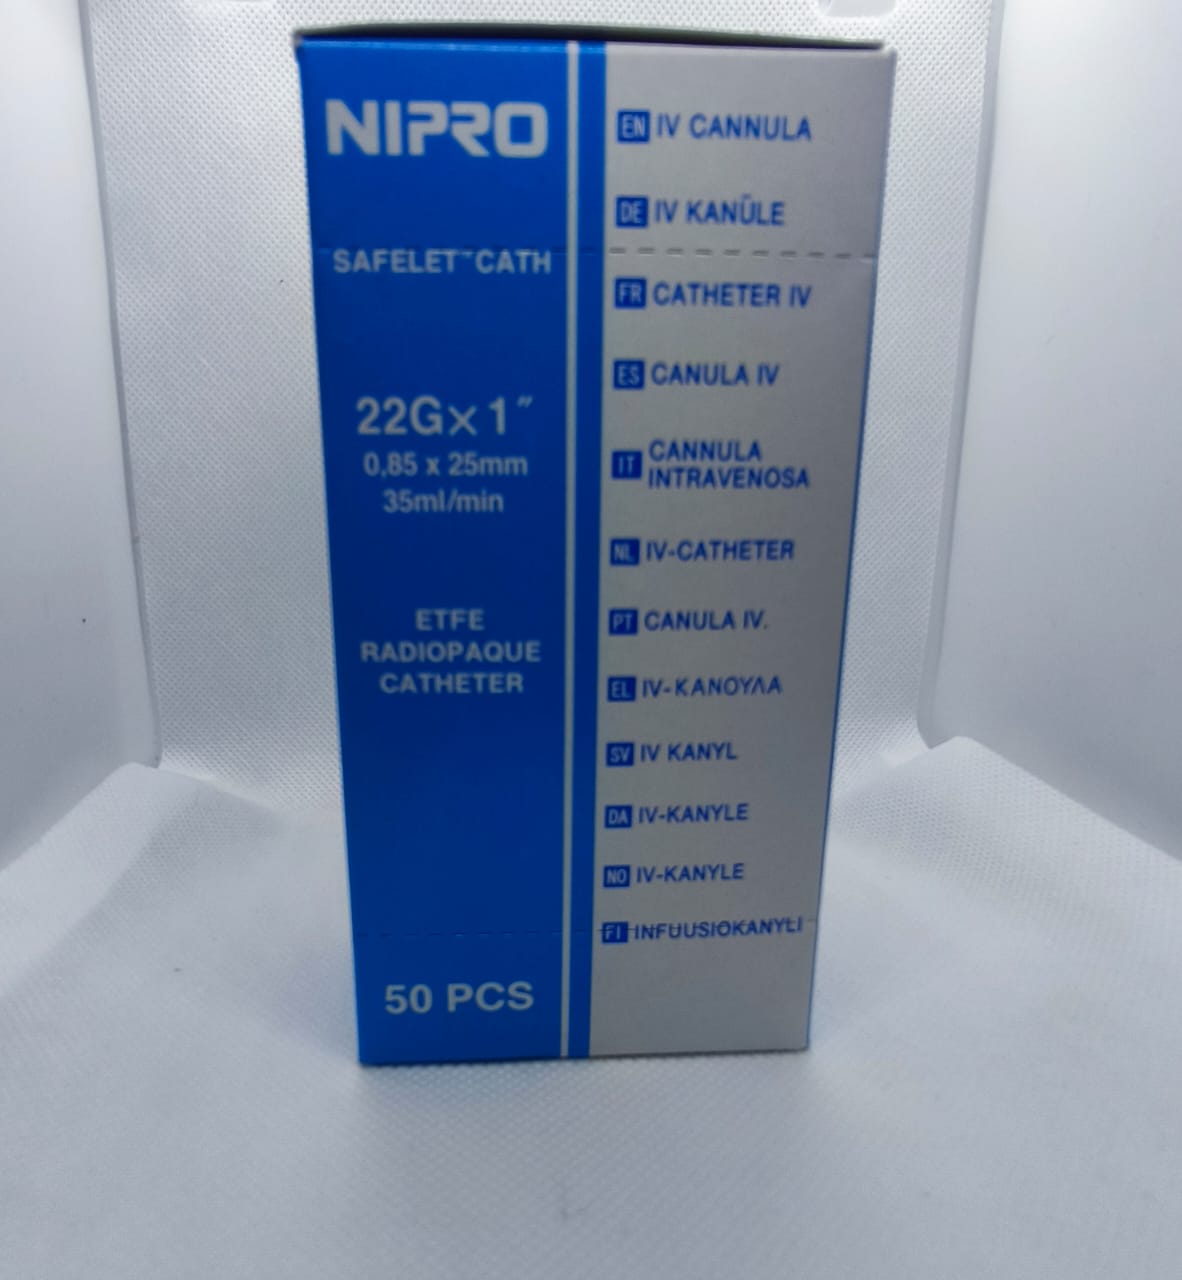 NIPRO
SAFELET™CATH
22G× 1″
0,85 x 25mm
35ml/min
ETFE
RADIOPAQUE
CATHETER
50 PCS
EN IV CANNULA
DE IV KANÜLE
FR CATHETER IV
ES CANULA IV
IT CANNULA
INTRAVENOSA
NL IV-CATHETER
PT CANULA IV.
EL IV-ΚΑΝΟΥΛΑ
SV IV KANYL
DA IV-KANYLE
NO IV-KANYLE
FI INFUUSIOKANYLI